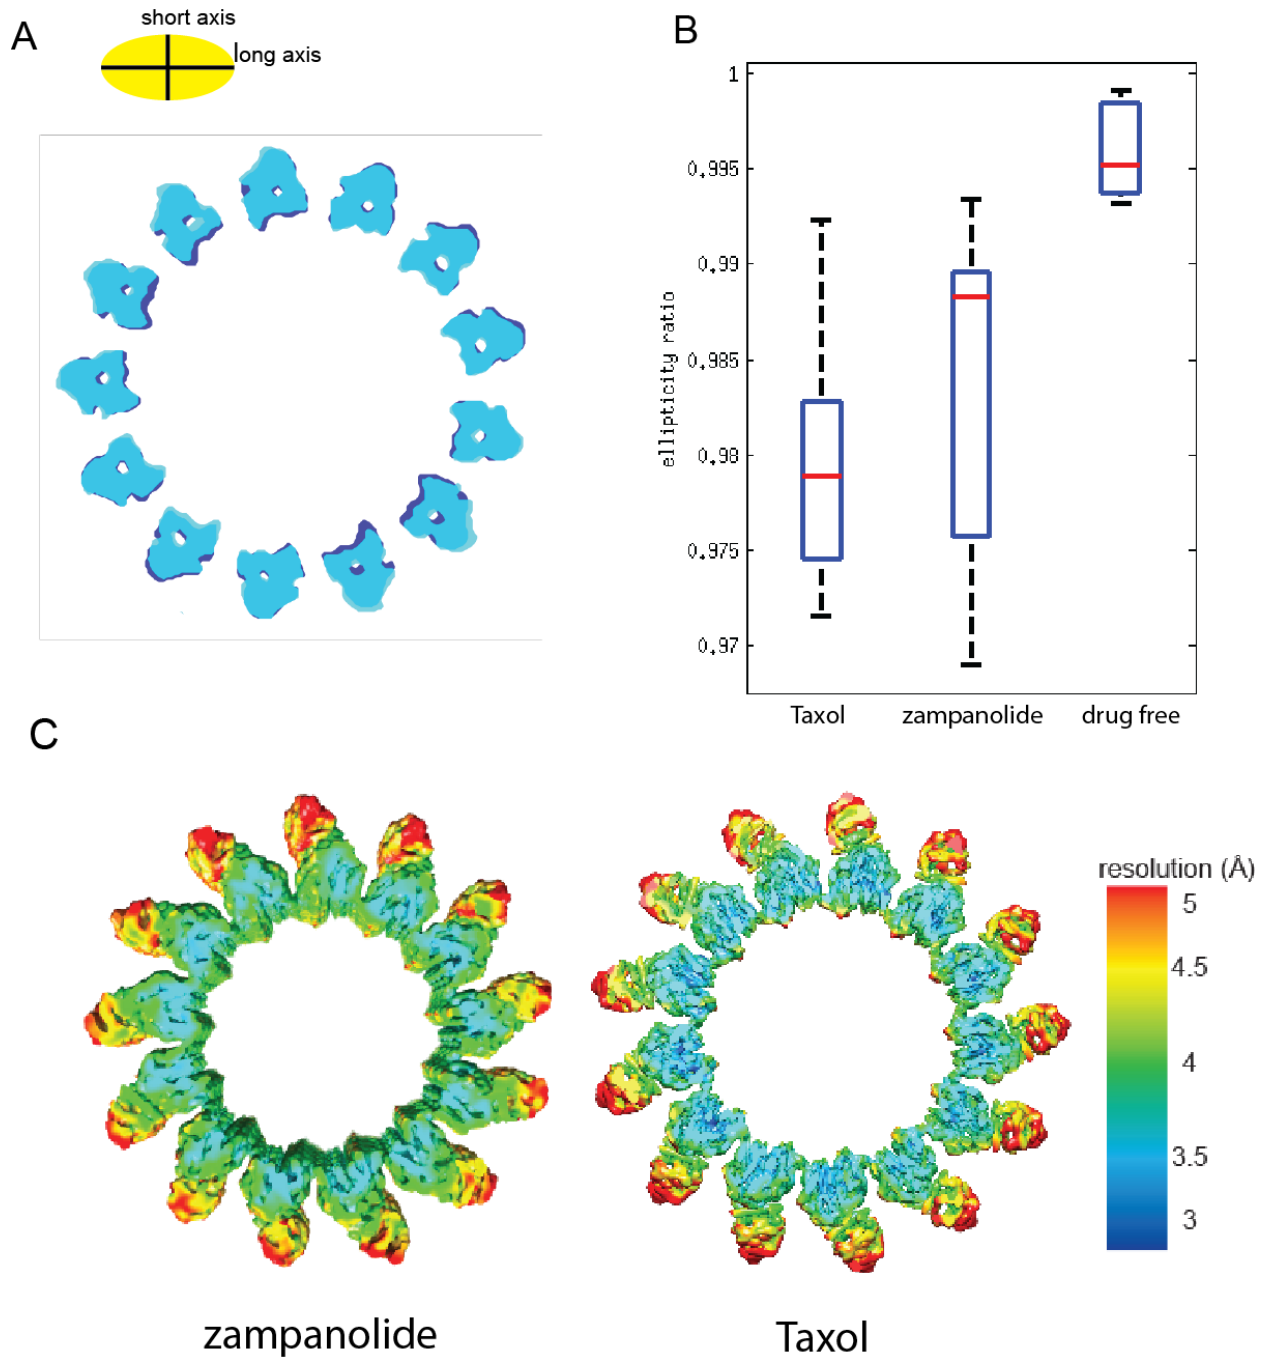 A
short axis
long axis
B
1
0.995
0.99
0.985
0.98
0.975
0.97
ellipticity ratio
Taxol zampanolide drug free
C
resolution (Å)
5
4.5
4
3.5
3
zampanolide Taxol